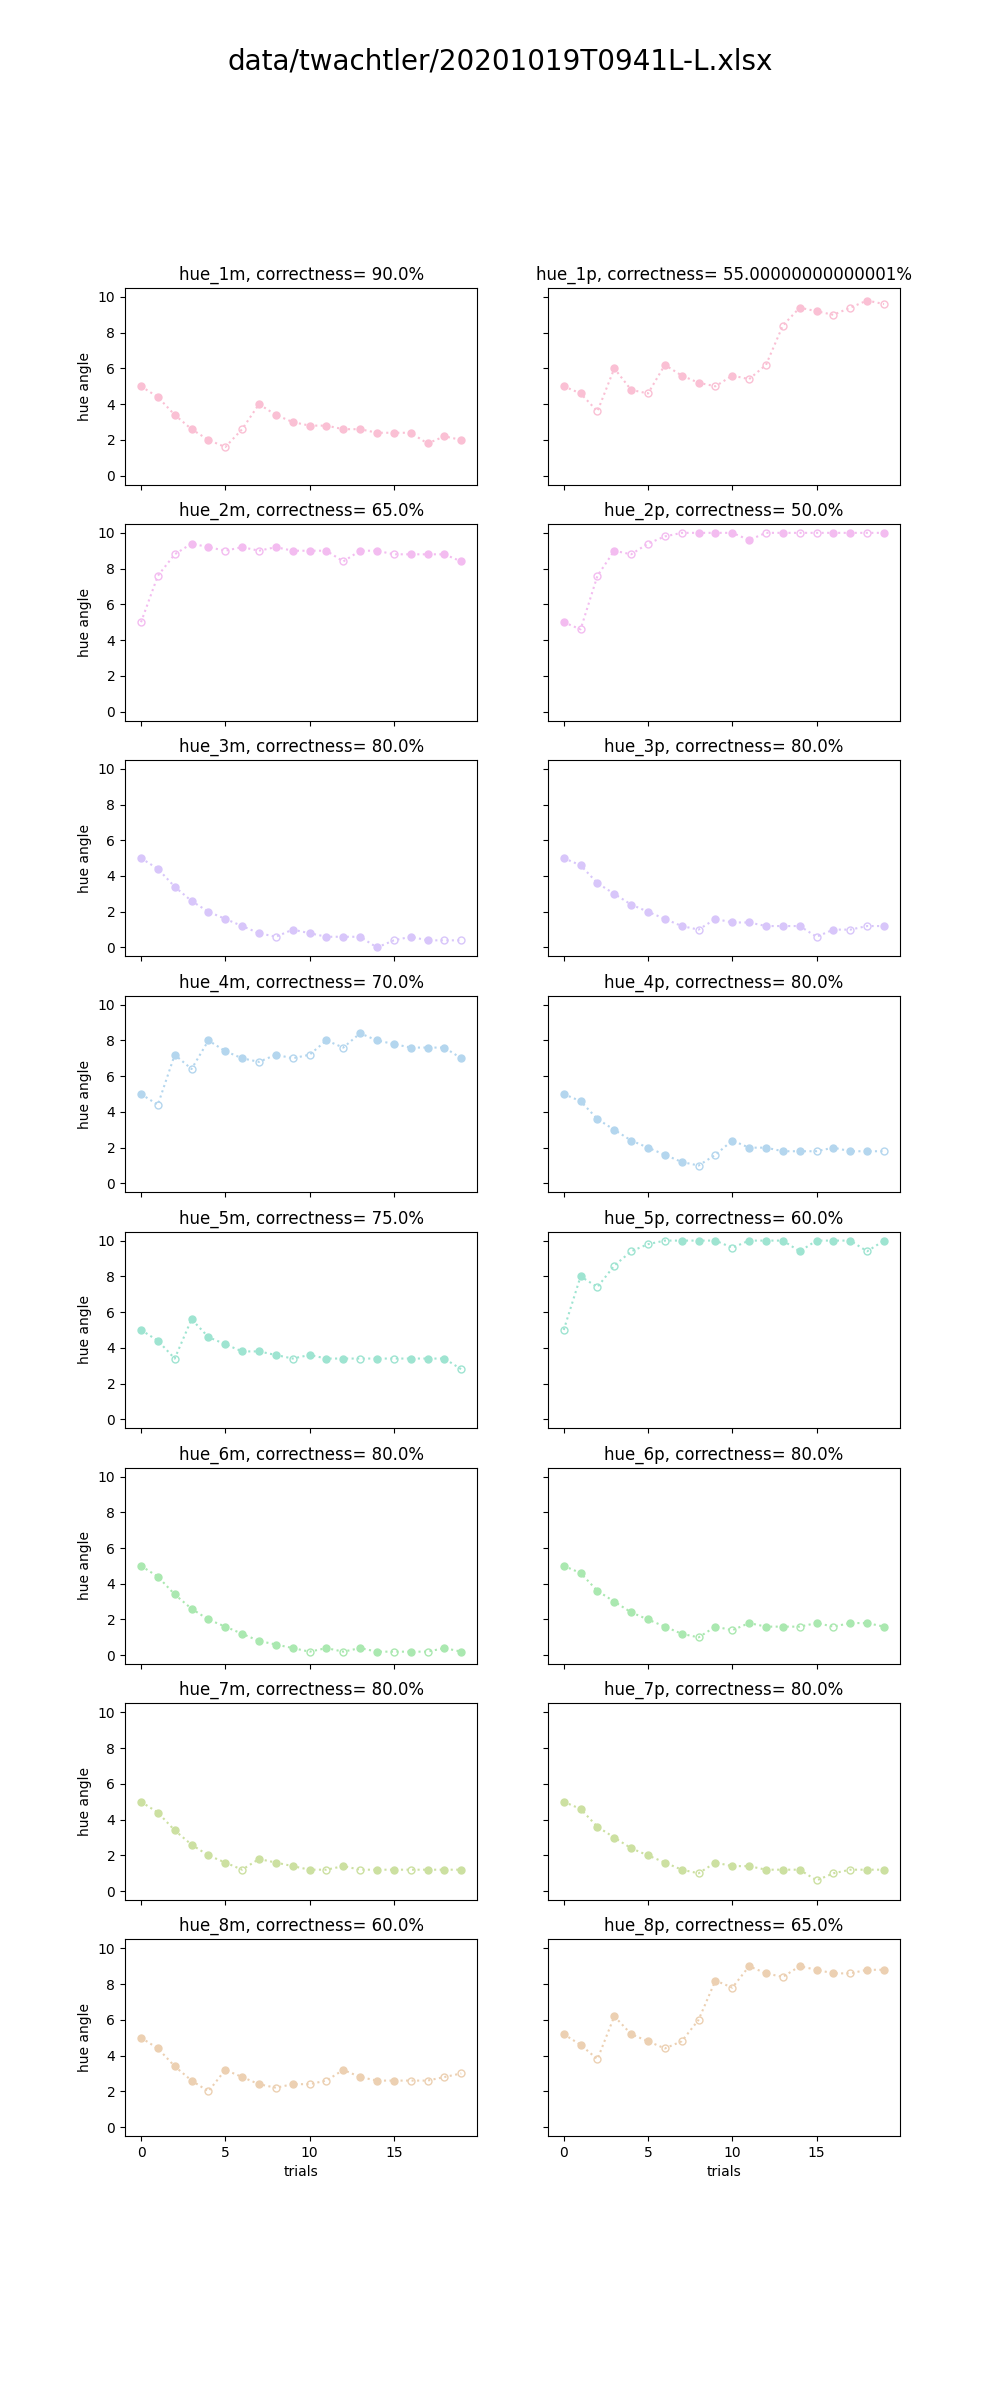 data/twachtler/20201019T0941L-L.xlsx
hue_1m, correctness= 90.0%
hue_1p, correctness= 55.00000000000001%
10
8
6
4
2
0
hue angle
hue_2m, correctness= 65.0%
hue_2p, correctness= 50.0%
10
8
6
4
2
0
hue angle
hue_3m, correctness= 80.0%
hue_3p, correctness= 80.0%
10
8
6
4
2
0
hue angle
hue_4m, correctness= 70.0%
hue_4p, correctness= 80.0%
10
8
6
4
2
0
hue angle
hue_5m, correctness= 75.0%
hue_5p, correctness= 60.0%
10
8
6
4
2
0
hue angle
hue_6m, correctness= 80.0%
hue_6p, correctness= 80.0%
10
8
6
4
2
0
hue angle
hue_7m, correctness= 80.0%
hue_7p, correctness= 80.0%
10
8
6
4
2
0
hue angle
hue_8m, correctness= 60.0%
hue_8p, correctness= 65.0%
10
8
6
4
2
0
hue angle
0 5 10 15
trials
0 5 10 15
trials